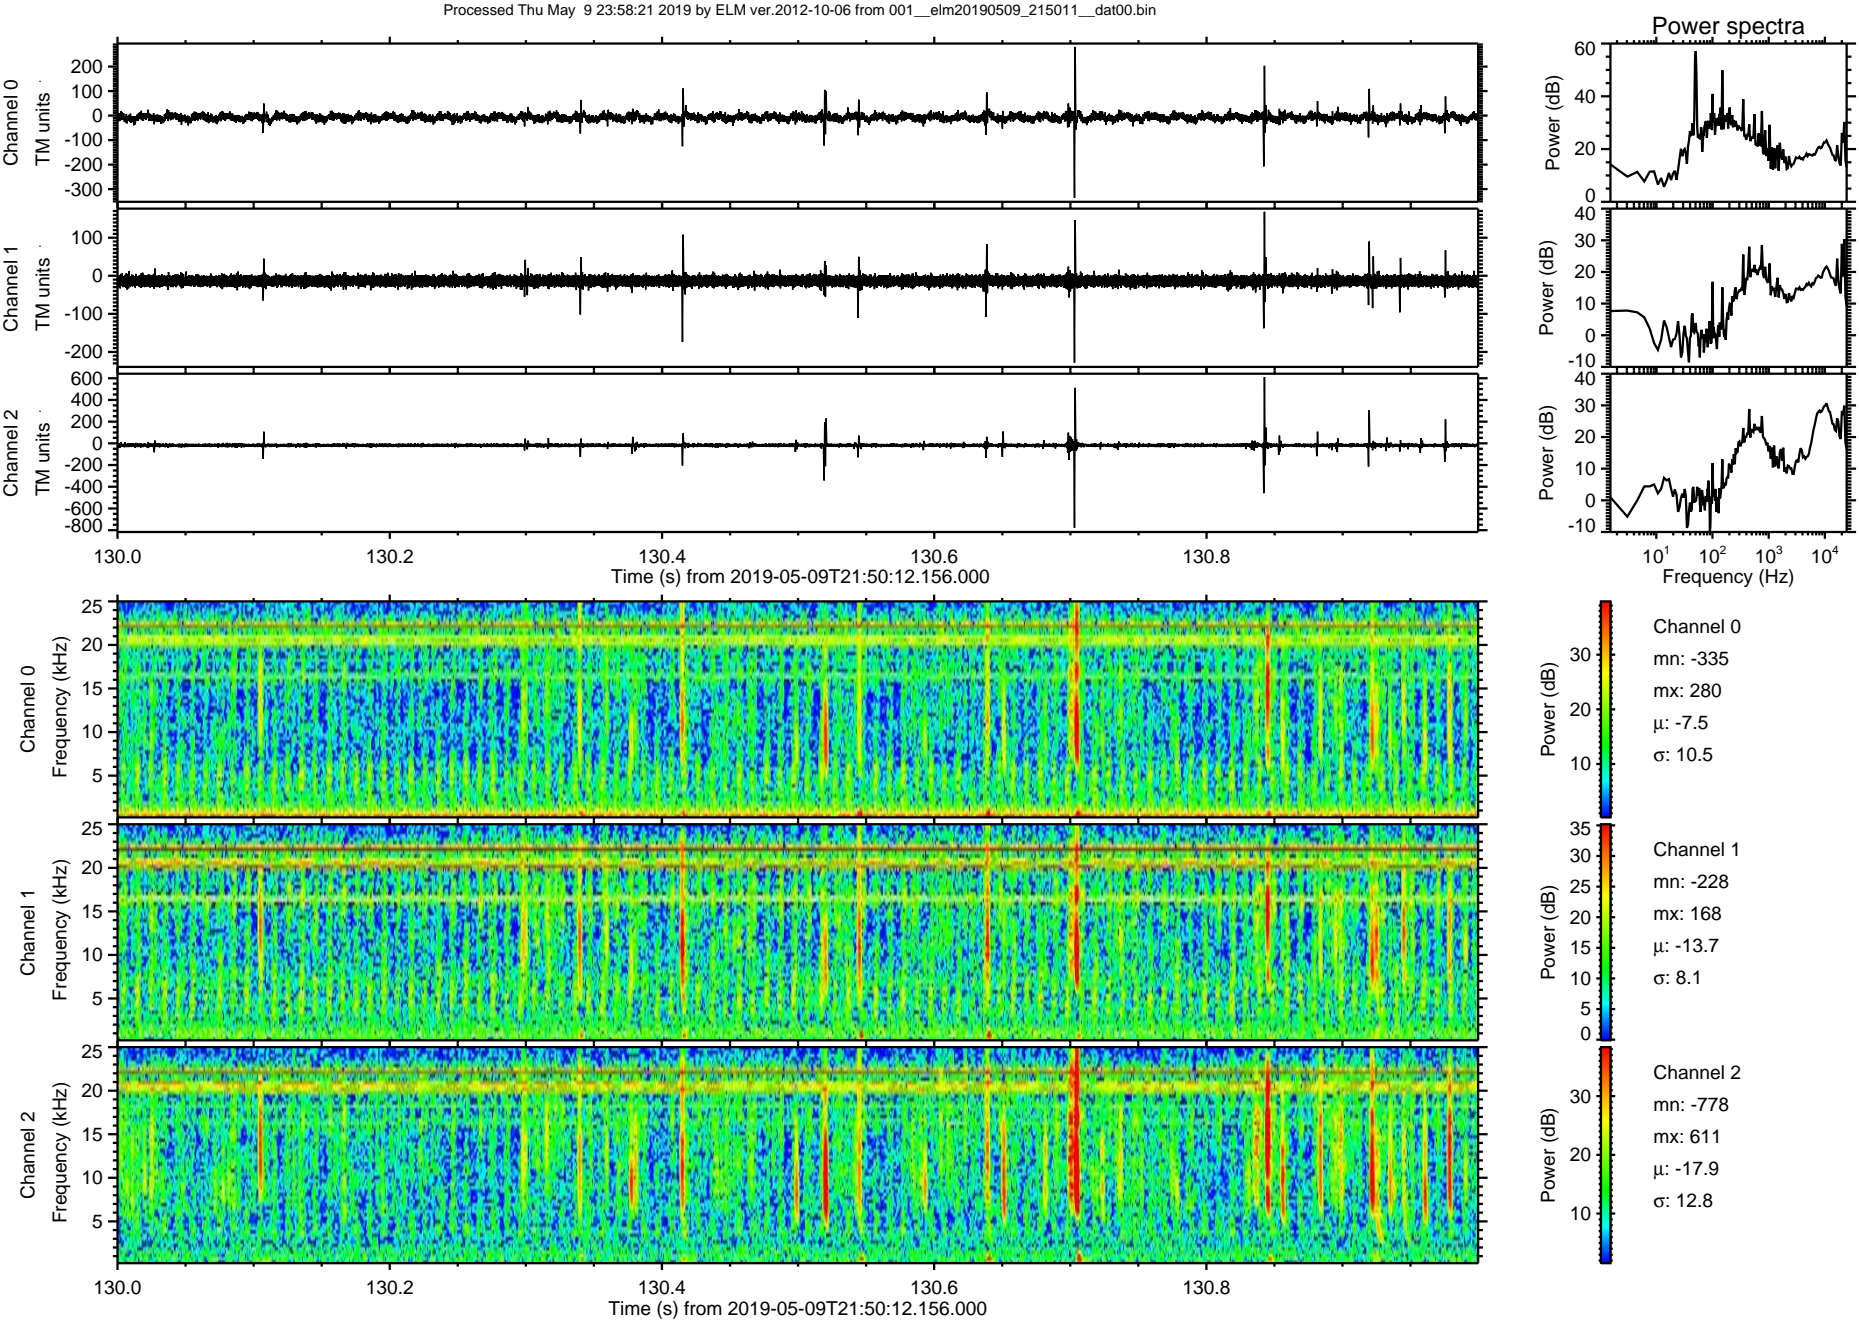 Processed Thu May  9 23:58:21 2019 by ELM ver.2012-10-06 from 001__elm20190509_215011__dat00.bin
Power spectra
Channel 0
TM units
200
100
0
-100
-200
-300
Power (dB)
60
40
20
0
Channel 1
TM units
100
0
-100
-200
Power (dB)
40
30
20
10
0
-10
Channel 2
TM units
600
400
200
0
-200
-400
-600
-800
Power (dB)
40
30
20
10
0
-10
130.0 130.2 130.4 130.6 130.8
Time (s) from 2019-05-09T21:50:12.156.000
10¹ 10² 10³ 10⁴
Frequency (Hz)
Channel 0
Frequency (kHz)
25
20
15
10
5
Power (dB)
30
20
10
Channel 0
mn: -335
mx: 280
μ: -7.5
σ: 10.5
Channel 1
Frequency (kHz)
25
20
15
10
5
Power (dB)
35
30
25
20
15
10
5
0
Channel 1
mn: -228
mx: 168
μ: -13.7
σ: 8.1
Channel 2
Frequency (kHz)
25
20
15
10
5
Power (dB)
30
20
10
Channel 2
mn: -778
mx: 611
μ: -17.9
σ: 12.8
130.0 130.2 130.4 130.6 130.8
Time (s) from 2019-05-09T21:50:12.156.000